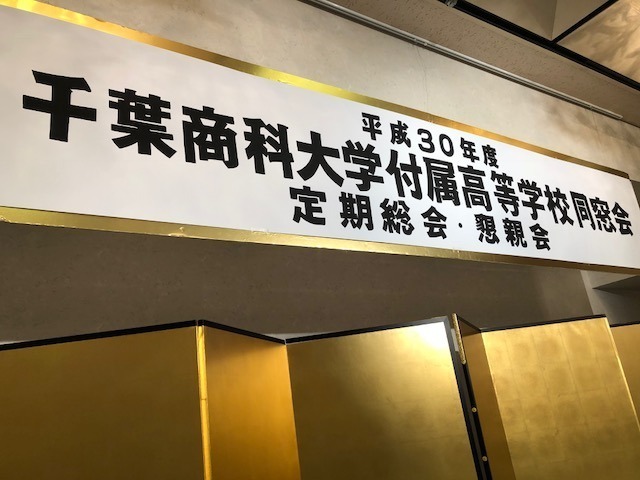 平成30年度
千葉商科大学付属高等学校同窓会
定期総会・懇親会